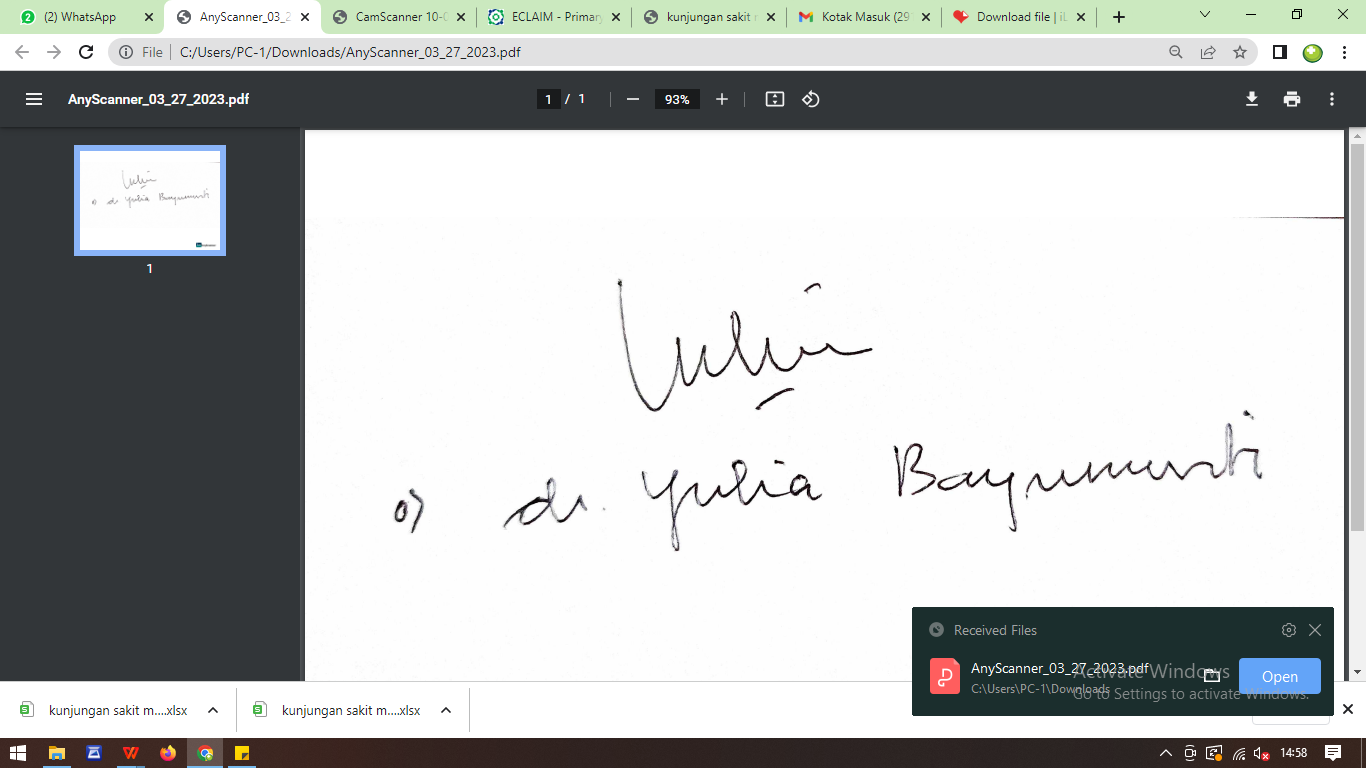 (2) WhatsApp
AnyScanner_03_2
CamScanner 10-0
ECLAIM - Primary
kunjungan sakit
Kotak Masuk (29
Download file | iL
File | C:/Users/PC-1/Downloads/AnyScanner_03_27_2023.pdf
AnyScanner_03_27_2023.pdf
1 / 1
93%
1
Yulia
o) dr. Yulia Bayumurti
Received Files
AnyScanner_03_27_2023.pdf
C:\Users\PC-1\Downloads
Open
Activate Windows
Go to Settings to activate Windows.
kunjungan sakit m....xlsx
kunjungan sakit m....xlsx
14:58